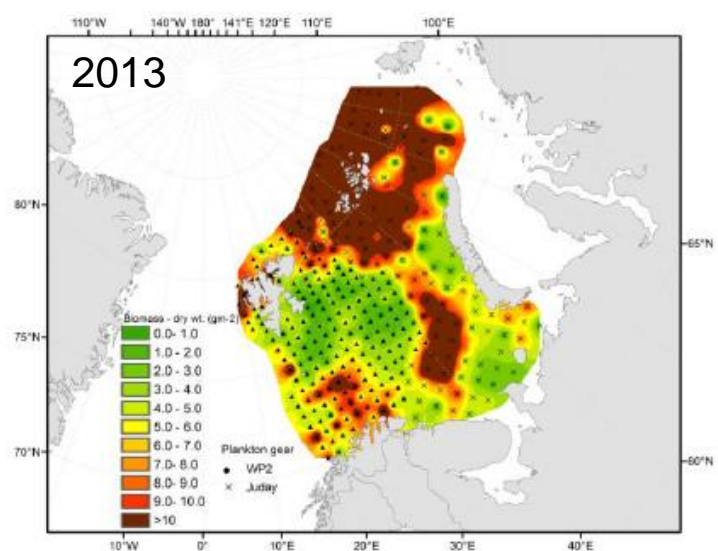 110°W 140°W 180° 141°E 120°E 110°E 100°E
2013
80°N
65°N
Biomass - dry wt. (gm-2)
0.0- 1.0
1.0 - 2.0
75°N
2.0 - 3.0
3.0 - 4.0
4.0 - 5.0
5.0 - 6.0
6.0 - 7.0
Plankton gear
70°N
7.0- 8.0
WP2
60°N
8.0 - 9.0
Juday
9.0- 10.0
>10
10°W 0° 10°E 20°E 30°E 40°E